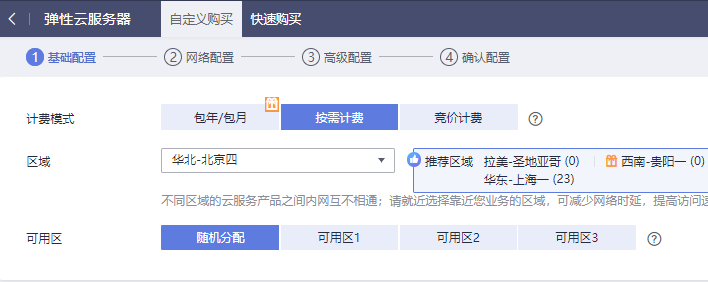 弹性云服务器 自定义购买 快速购买
1 基础配置 2 网络配置 3 高级配置 4 确认配置
计费模式 包年/包月 按需计费 竞价计费 ?
区域 华北-北京四 推荐区域 拉美-圣地亚哥 (0) 西南-贵阳一 (0)
华东-上海一 (23)
不同区域的云服务产品之间内网互不相通；请就近选择靠近您业务的区域，可减少网络时延，提高访问速
可用区 随机分配 可用区1 可用区2 可用区3 ?